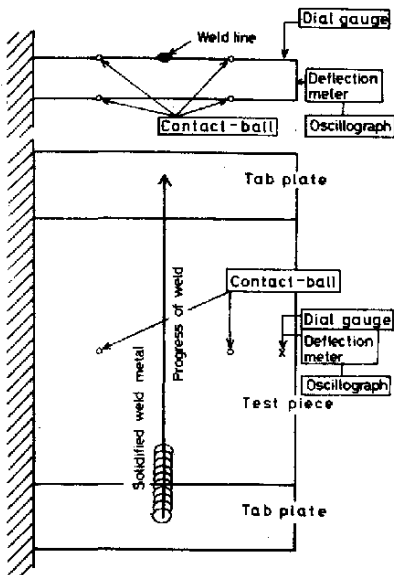 Weld line
Dial gauge
Deflection
meter
Oscillograph
Contact-ball
Tab plate
Contact-ball
Progress of weld
Solidified weld metal
Dial gauge
Deflection
meter
Oscillograph
Test piece
Tab plate